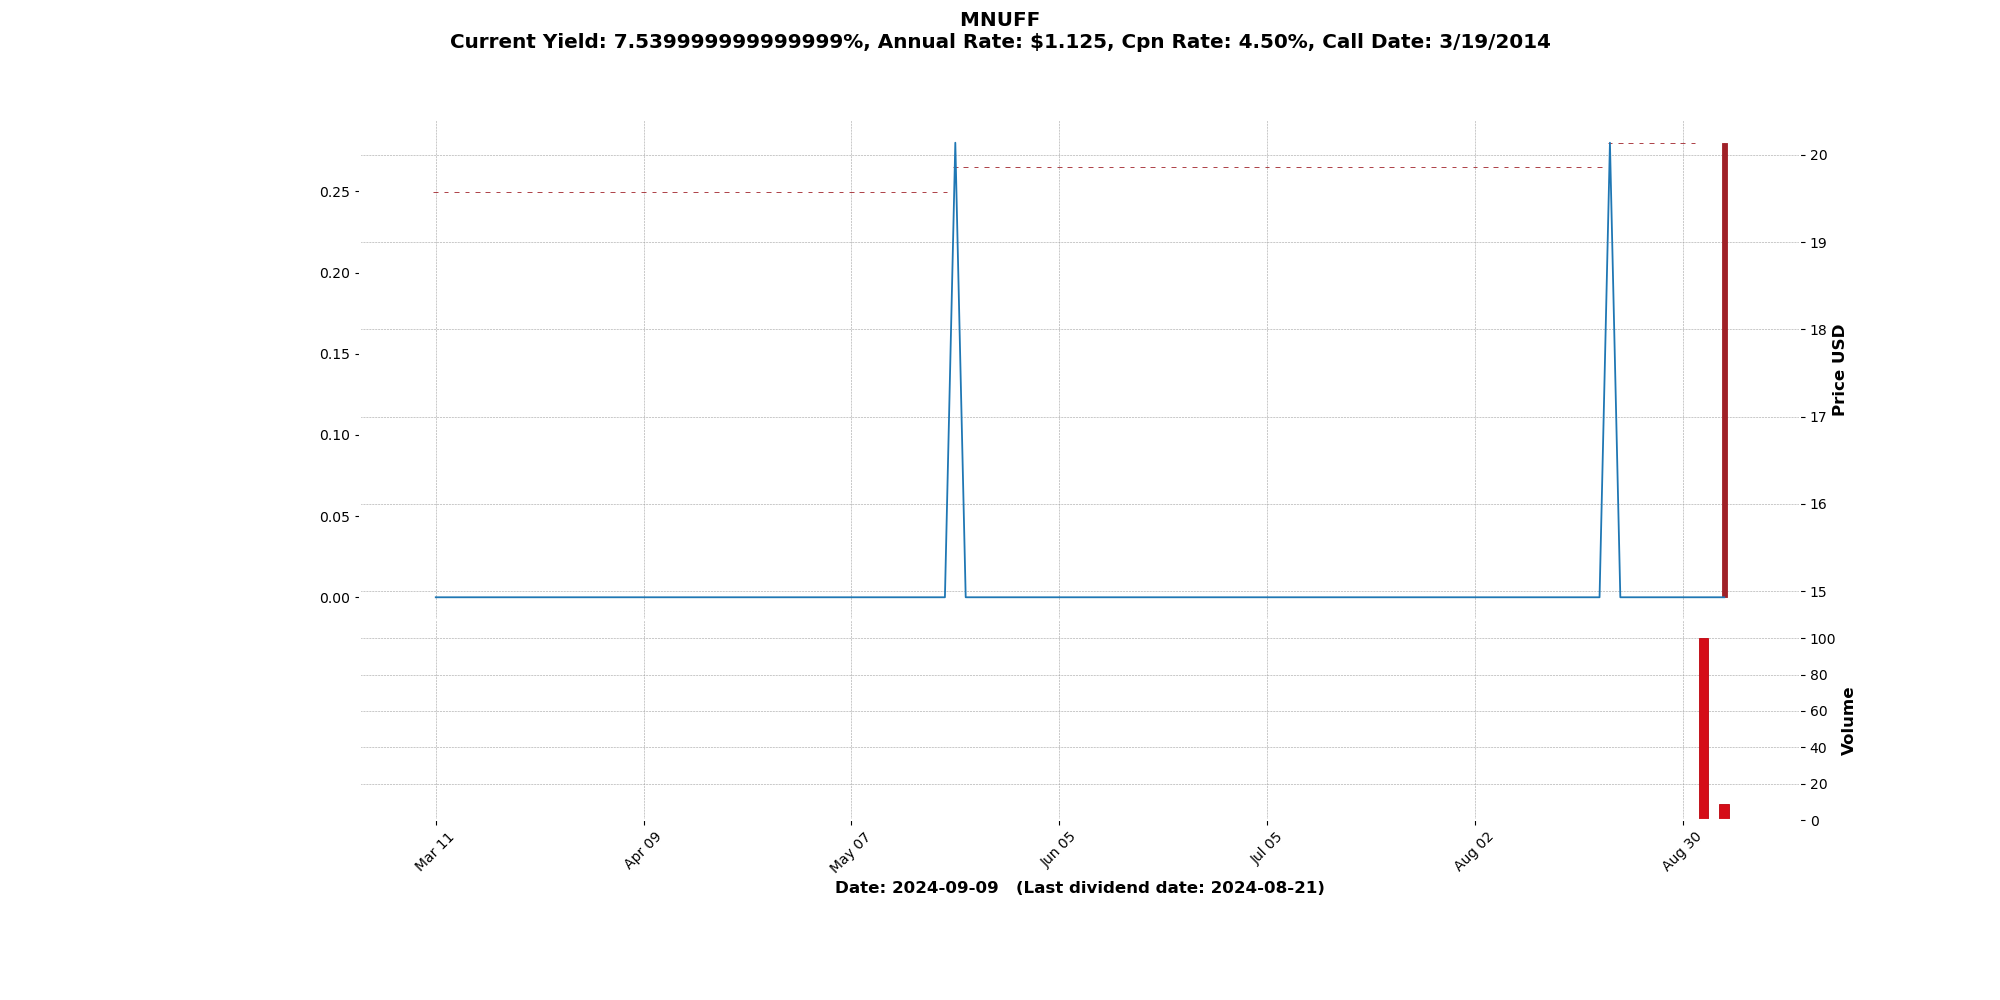 MNUFF
Current Yield: 7.539999999999999%, Annual Rate: $1.125, Cpn Rate: 4.50%, Call Date: 3/19/2014
0.25
0.20
0.15
0.10
0.05
0.00
20
19
18
17
16
15
Price USD
100
80
60
40
20
0
Volume
Mar 11
Apr 09
May 07
Jun 05
Jul 05
Aug 02
Aug 30
Date: 2024-09-09   (Last dividend date: 2024-08-21)